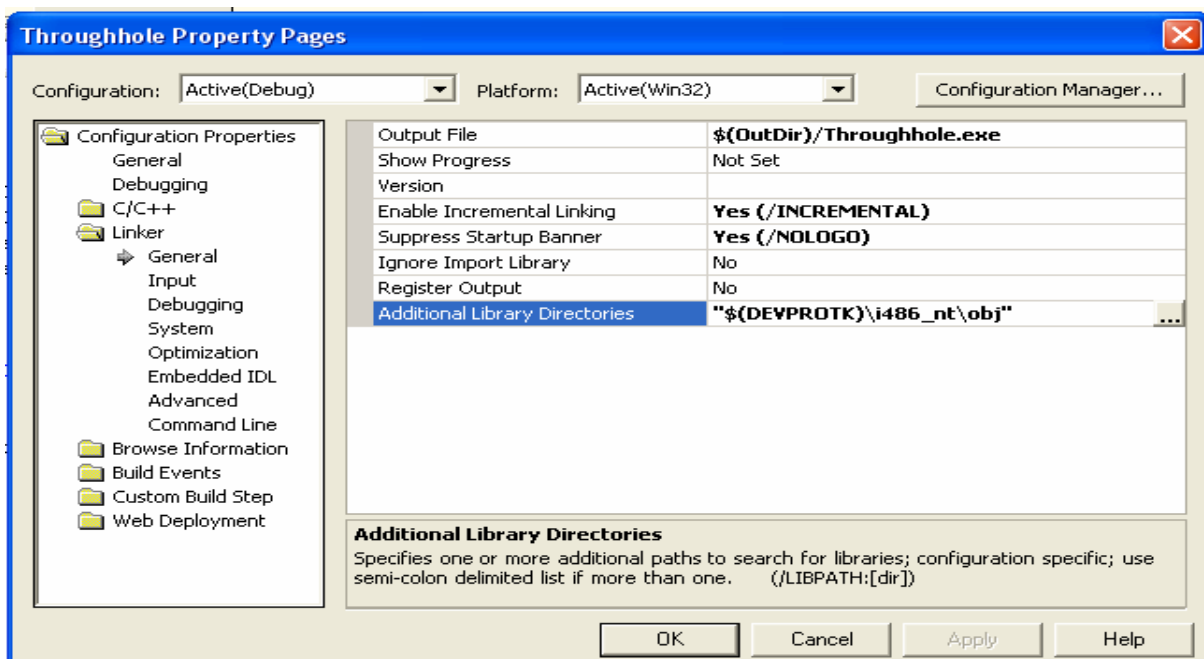 Throughhole Property Pages
Configuration: Active(Debug) Platform: Active(Win32) Configuration Manager...
Configuration Properties
General
Debugging
C/C++
Linker
General
Input
Debugging
System
Optimization
Embedded IDL
Advanced
Command Line
Browse Information
Build Events
Custom Build Step
Web Deployment
Output File $(OutDir)/Throughhole.exe
Show Progress Not Set
Version
Enable Incremental Linking Yes (/INCREMENTAL)
Suppress Startup Banner Yes (/NOLOGO)
Ignore Import Library No
Register Output No
Additional Library Directories "$(DEVPROTK)\i486_nt\obj" ...
Additional Library Directories
Specifies one or more additional paths to search for libraries; configuration specific; use
semi-colon delimited list if more than one. (/LIBPATH:[dir])
OK Cancel Apply Help